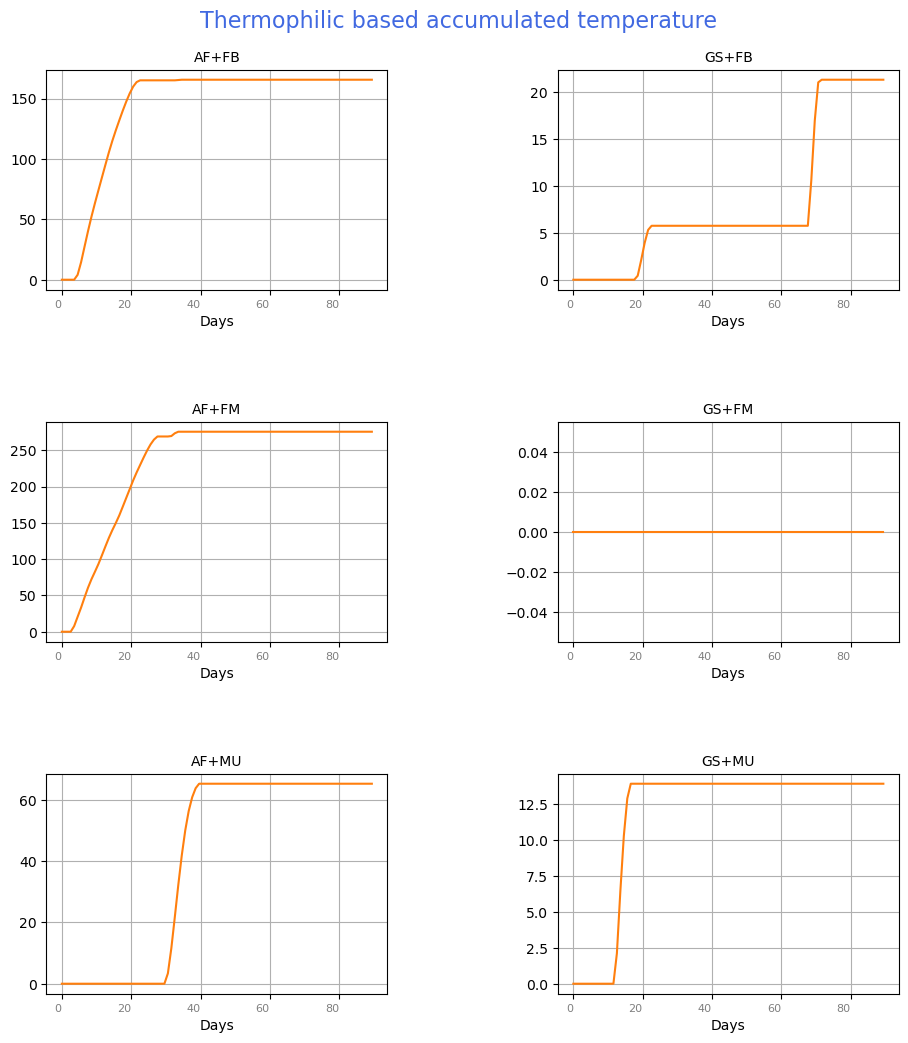 Thermophilic based accumulated temperature
AF+FB
150
100
50
0
0 20 40 60 80
Days
GS+FB
20
15
10
5
0
0 20 40 60 80
Days
AF+FM
250
200
150
100
50
0
0 20 40 60 80
Days
GS+FM
0.04
0.02
0.00
−0.02
−0.04
0 20 40 60 80
Days
AF+MU
60
40
20
0
0 20 40 60 80
Days
GS+MU
12.5
10.0
7.5
5.0
2.5
0.0
0 20 40 60 80
Days